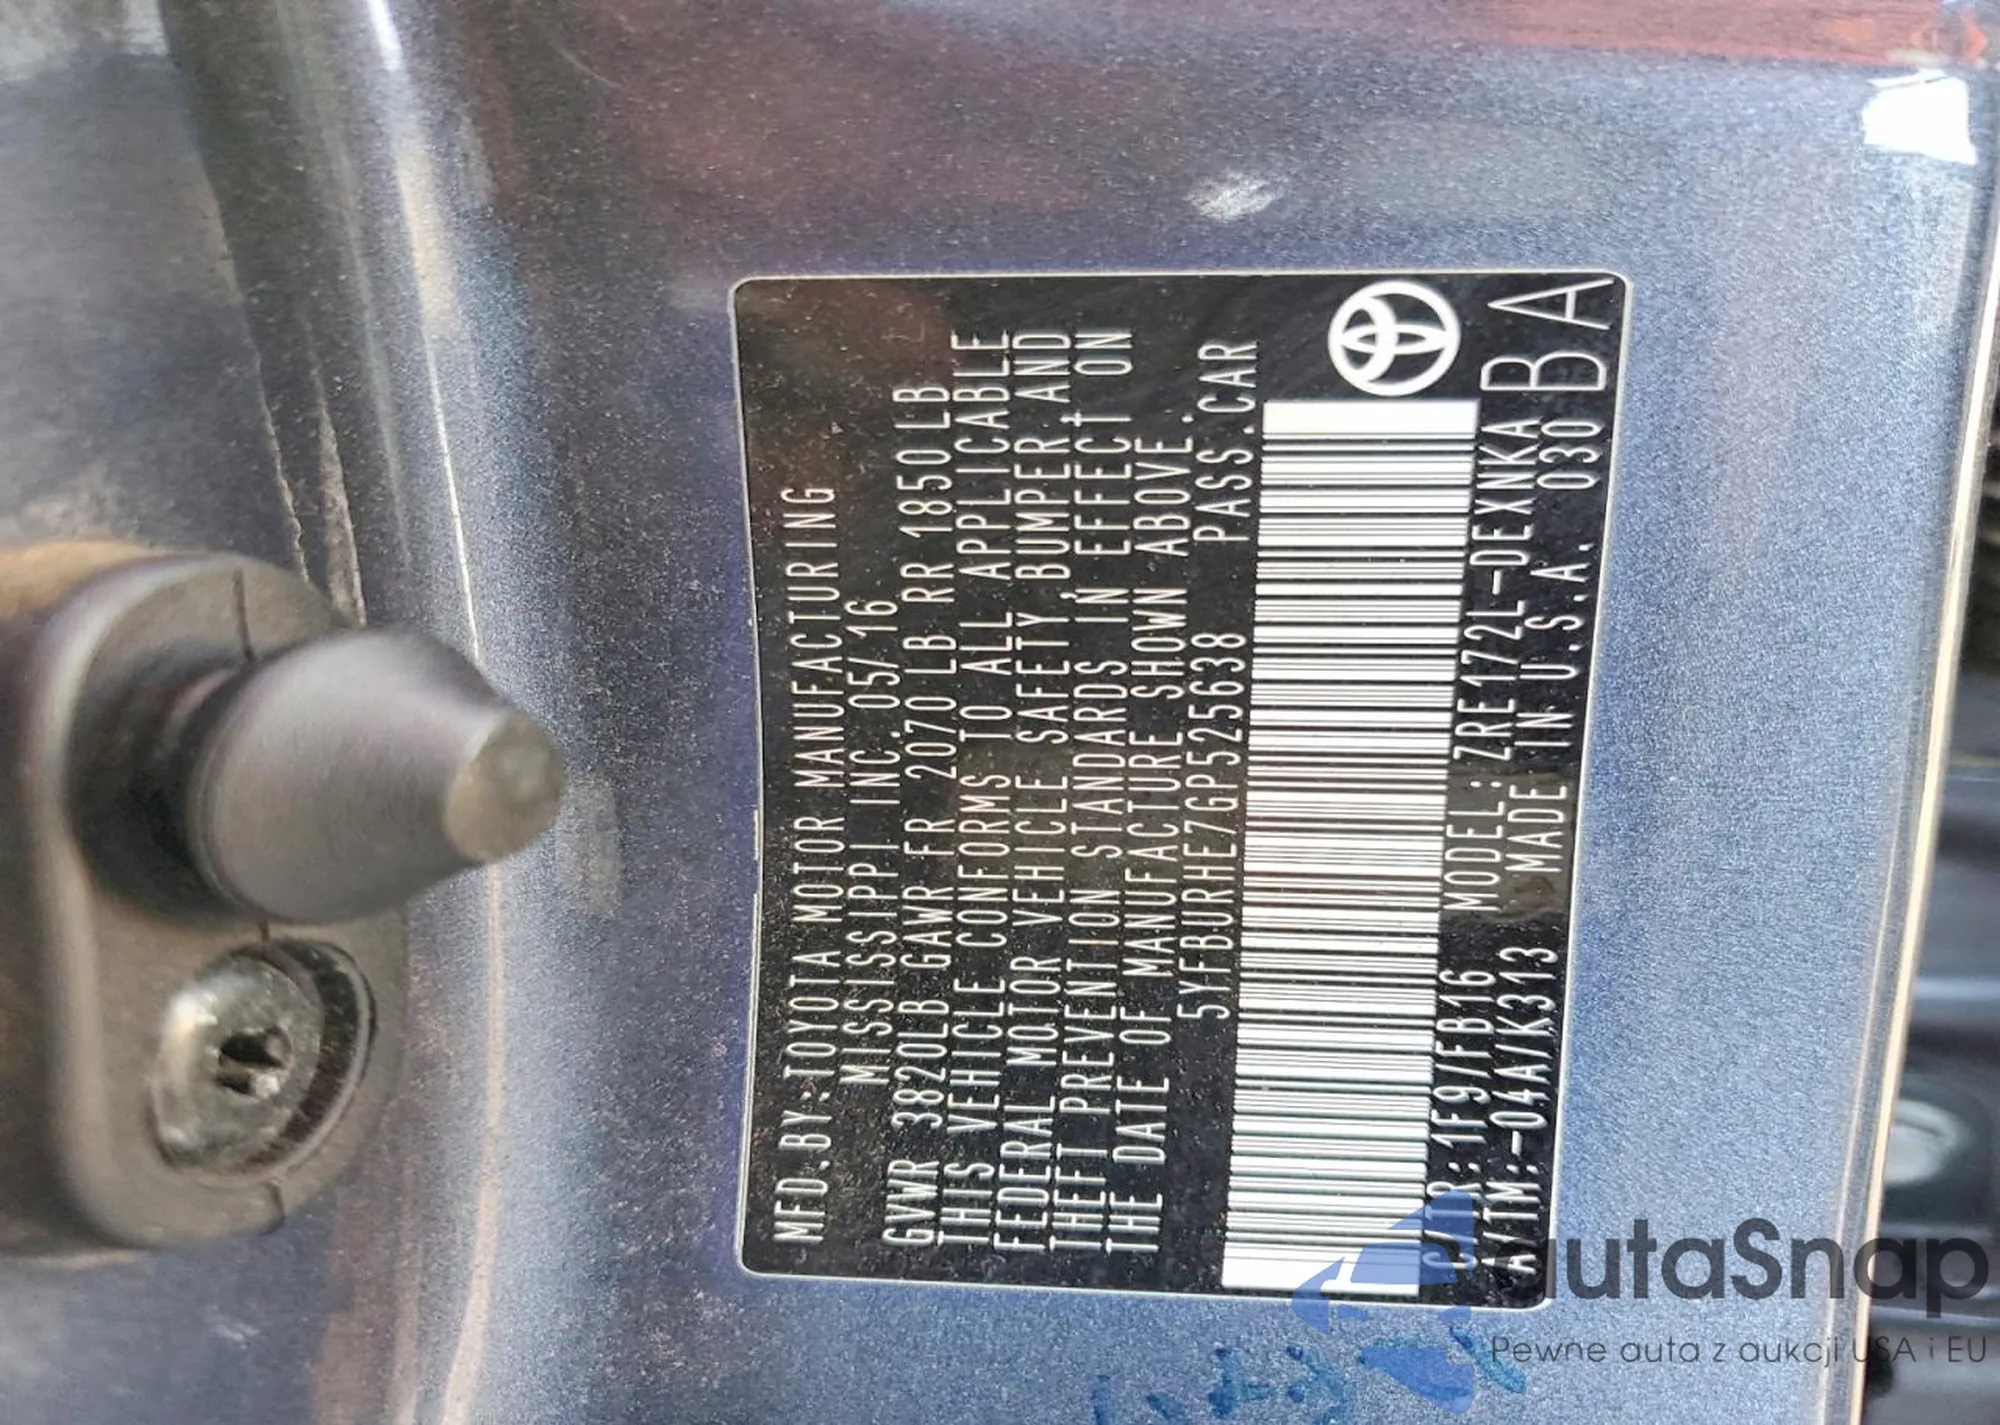 MFD.BY:TOYOTA MOTOR MANUFACTURING
MISSISSIPPI INC. 05/16
GVWR 3820LB GAWR FR 2070LB RR 1850LB
THIS VEHICLE CONFORMS TO ALL APPLICABLE
FEDERAL MOTOR VEHICLE SAFETY, BUMPER, AND
THEFT PREVENTION STANDARDS IN EFFECT ON
THE DATE OF MANUFACTURE SHOWN ABOVE.
5YFBURHE7GP525638 PASS.CAR
C/TR:1F9/FB16 MODEL:ZRE172L-DEXNKA
A/TM:-04A/K313 MADE IN U.S.A. 030
B A
autaSnap
Pewne auta z aukcji USA i EU